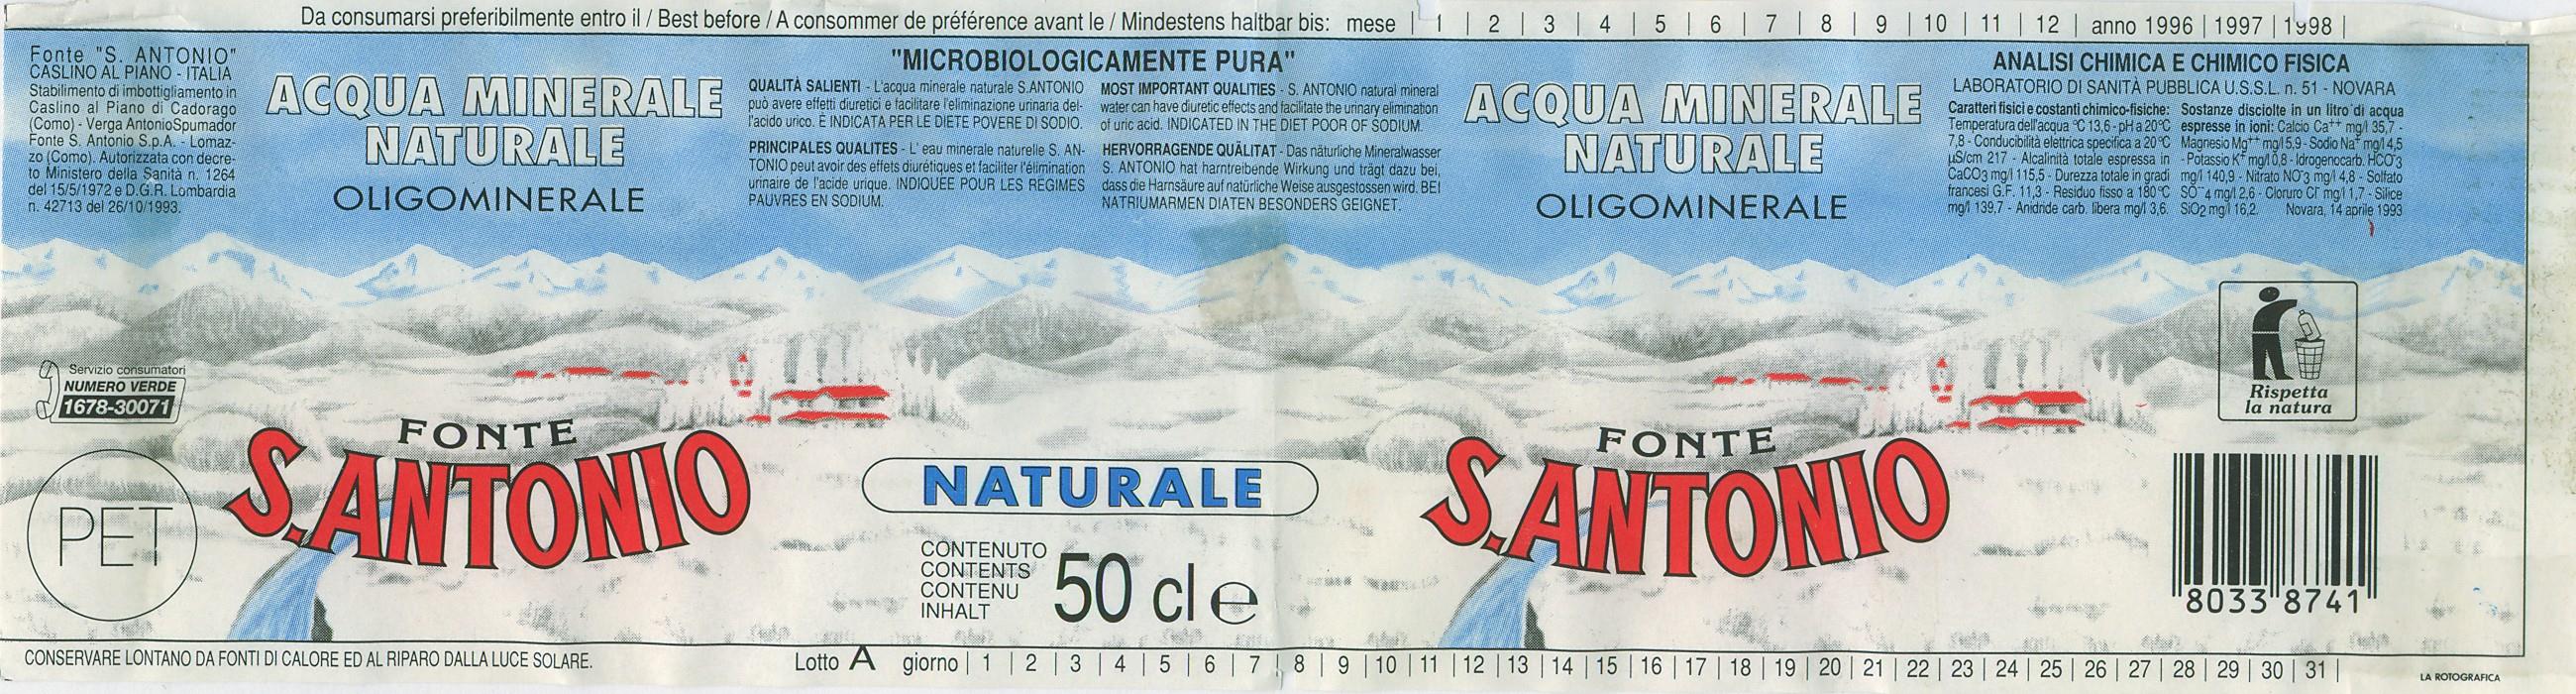 Da consumarsi preferibilmente entro il / Best before / A consommer de préférence avant le / Mindestens haltbar bis: mese | 1 | 2 | 3 | 4 | 5 | 6 | 7 | 8 | 9 | 10 | 11 | 12 | anno 1996 | 1997 | 1998 |
Fonte "S. ANTONIO"
CASLINO AL PIANO - ITALIA
Stabilimento di imbottigliamento in
Caslino al Piano di Cadorago
(Como) - Verga AntonioSpumador
Fonte S. Antonio S.p.A. - Lomaz-
zo (Como). Autorizzata con decre-
to Ministero della Sanità n. 1264
del 15/5/1972 e D.G.R. Lombardia
n. 42713 del 26/10/1993.
ACQUA MINERALE
NATURALE
OLIGOMINERALE
"MICROBIOLOGICAMENTE PURA"
QUALITÀ SALIENTI - L'acqua minerale naturale S.ANTONIO
può avere effetti diuretici e facilitare l'eliminazione urinaria del-
l'acido urico. È INDICATA PER LE DIETE POVERE DI SODIO.
PRINCIPALES QUALITES - L' eau minerale naturelle S. AN-
TONIO peut avoir des effets diurétiques et faciliter l'élimination
urinaire de l'acide urique. INDIQUEE POUR LES REGIMES
PAUVRES EN SODIUM.
MOST IMPORTANT QUALITIES - S. ANTONIO natural mineral
water can have diuretic effects and facilitate the urinary elimination
of uric acid. INDICATED IN THE DIET POOR OF SODIUM.
HERVORRAGENDE QUÄLITAT - Das näturliche Mineralwasser
S. ANTONIO hat harntreibende Wirkung und trägt dazu bei,
dass die Harnsäure auf natürliche Weise ausgestossen wird. BEI
NATRIUMARMEN DIATEN BESONDERS GEIGNET.
ACQUA MINERALE
NATURALE
OLIGOMINERALE
ANALISI CHIMICA E CHIMICO FISICA
LABORATORIO DI SANITÀ PUBBLICA U.S.S.L. n. 51 - NOVARA
Caratteri fisici e costanti chimico-fisiche:
Temperatura dell'acqua °C 13,6 - pH a 20°C
7,8 - Conducibilità elettrica specifica a 20°C
µS/cm 217 - Alcalinità totale espressa in
CaCO3 mg/l 115,5 - Durezza totale in gradi
francesi G.F. 11,3 - Residuo fisso a 180°C
mg/l 139,7 - Anidride carb. libera mg/l 3,6.
Sostanze disciolte in un litro di acqua
espresse in ioni: Calcio Ca++ mg/l 35,7 -
Magnesio Mg++ mg/l 5,9 - Sodio Na+ mg/l 4,5
- Potassio K+ mg/l 0,8 - Idrogenocarb. HCO-3
mg/l 140,9 - Nitrato NO-3 mg/l 4,8 - Solfato
SO--4 mg/l 2,6 - Cloruro Cl- mg/l 1,7 - Silice
SiO2 mg/l 16,2. Novara, 14 aprile 1993
Servizio consumatori
NUMERO VERDE
1678-30071
PET
FONTE
S.ANTONIO
NATURALE
CONTENUTO
CONTENTS
CONTENU
INHALT
50 cl e
FONTE
S.ANTONIO
Rispetta
la natura
8033 8741
CONSERVARE LONTANO DA FONTI DI CALORE ED AL RIPARO DALLA LUCE SOLARE.
Lotto A giorno | 1 | 2 | 3 | 4 | 5 | 6 | 7 | 8 | 9 | 10 | 11 | 12 | 13 | 14 | 15 | 16 | 17 | 18 | 19 | 20 | 21 | 22 | 23 | 24 | 25 | 26 | 27 | 28 | 29 | 30 | 31 |
LA ROTOGRAFICA